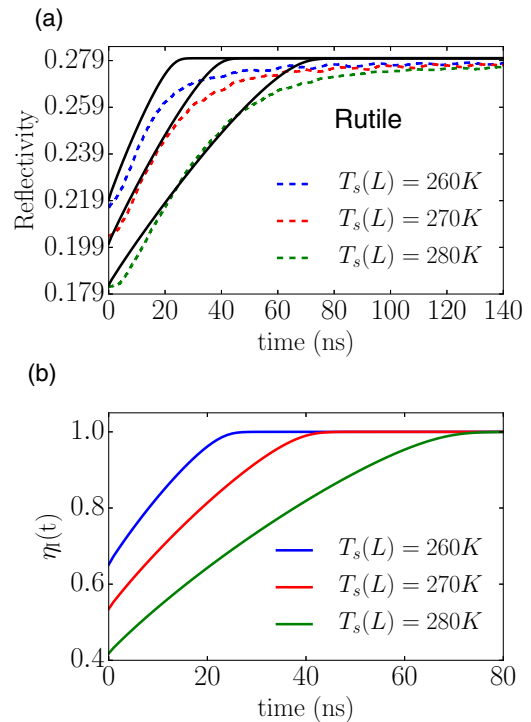 (a)
0.279
0.259
0.239
0.219
0.199
0.179
Reflectivity
Rutile
T_s(L) = 260K
T_s(L) = 270K
T_s(L) = 280K
0 20 40 60 80 100 120 140
time (ns)
(b)
1.0
0.8
0.6
0.4
η_I(t)
T_s(L) = 260K
T_s(L) = 270K
T_s(L) = 280K
0 20 40 60 80
time (ns)